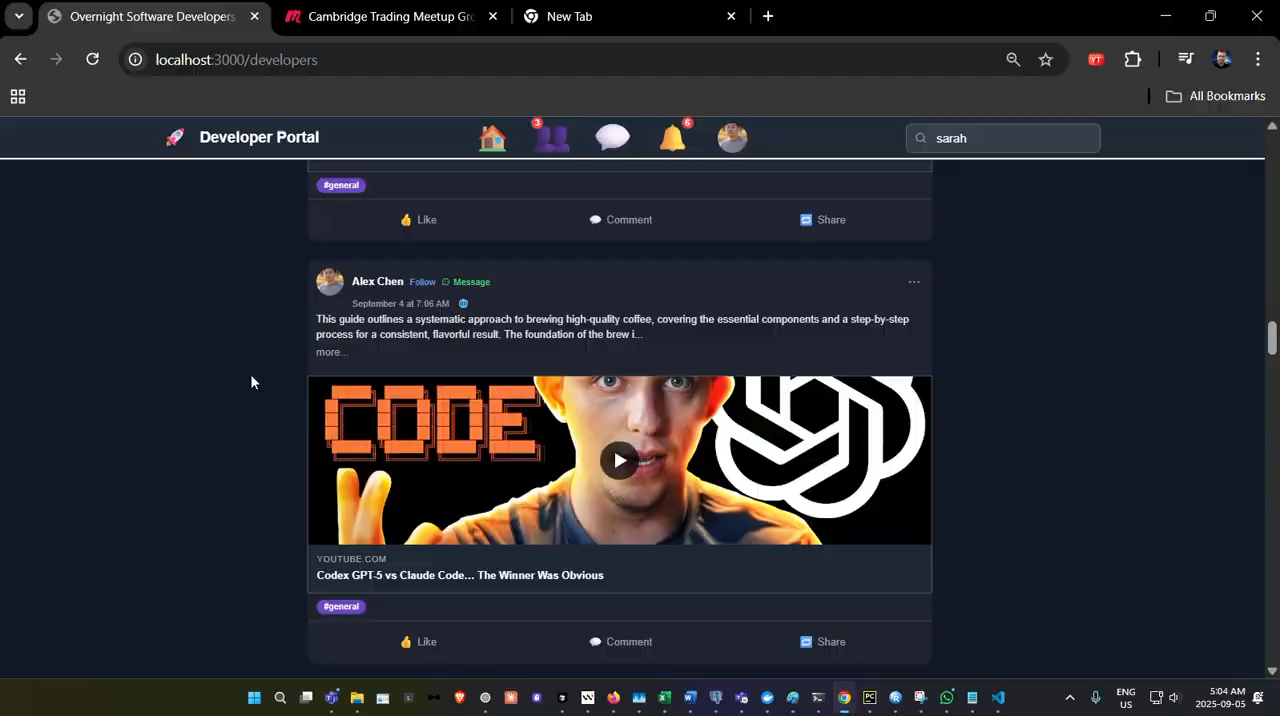 Overnight Software Developers
Cambridge Trading Meetup Gro
New Tab
localhost:3000/developers
YT
All Bookmarks
Developer Portal
3
6
sarah
#general
Like
Comment
Share
Alex Chen Follow Message
September 4 at 7:06 AM
This guide outlines a systematic approach to brewing high-quality coffee, covering the essential components and a step-by-step
process for a consistent, flavorful result. The foundation of the brew i...
more...
CODE
YOUTUBE.COM
Codex GPT-5 vs Claude Code... The Winner Was Obvious
#general
Like
Comment
Share
ENG
US
5:04 AM
2025-09-05